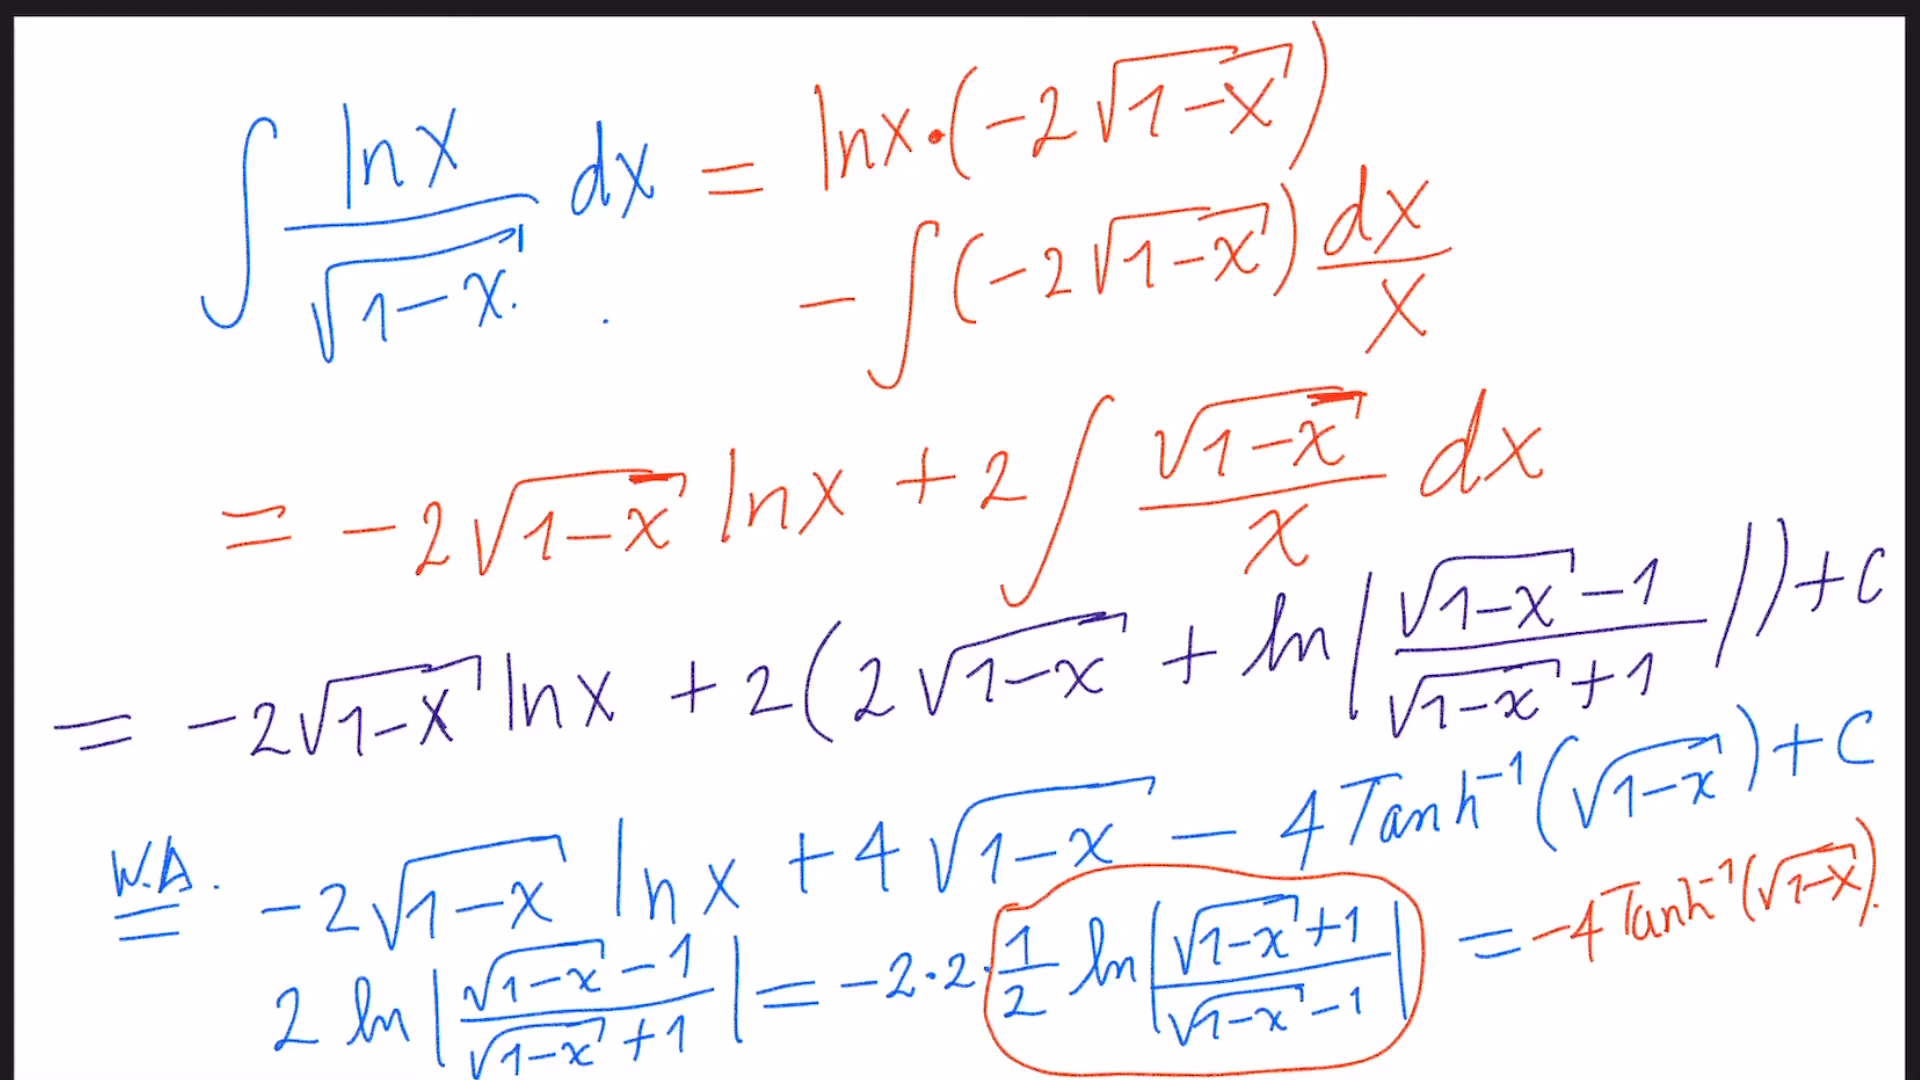 ∫ ln x / √(1−x) dx = ln x · (−2√(1−x))
− ∫ (−2√(1−x)) dx/x
= −2√(1−x) ln x + 2 ∫ √(1−x) / x dx
= −2√(1−x) ln x + 2(2√(1−x) + ln|(√(1−x) −1)/(√(1−x) +1)|) + C
W.A. = −2√(1−x) ln x + 4√(1−x) − 4 Tanh⁻¹(√(1−x)) + C
2 ln|(√(1−x) −1)/(√(1−x) +1)| = −2·2·1/2 ln|(√(1−x) +1)/(√(1−x) −1)| = −4Tanh⁻¹(√(1−x)).